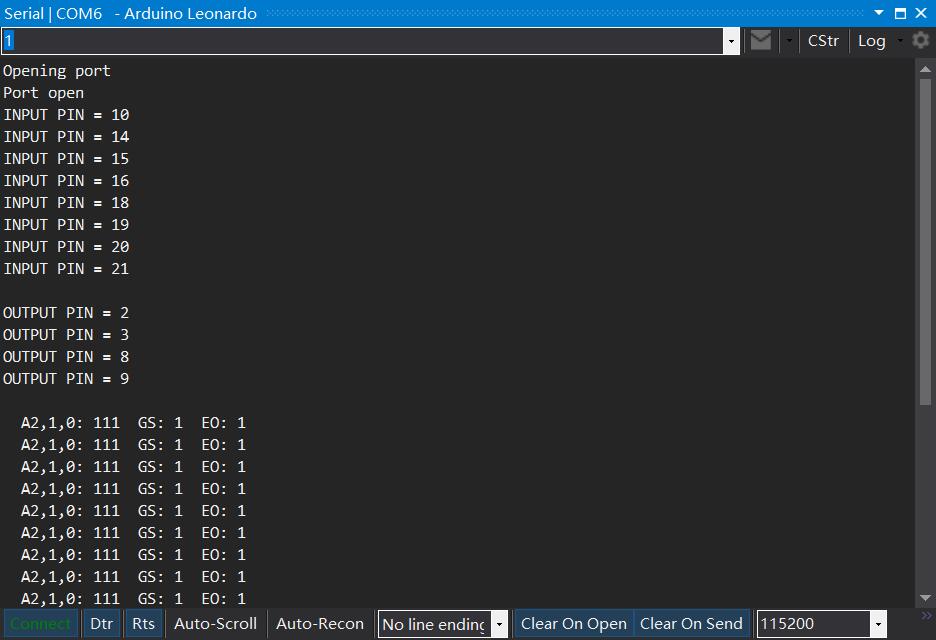 Serial | COM6 - Arduino Leonardo
1
CStr
Log
Opening port
Port open
INPUT PIN = 10
INPUT PIN = 14
INPUT PIN = 15
INPUT PIN = 16
INPUT PIN = 18
INPUT PIN = 19
INPUT PIN = 20
INPUT PIN = 21
OUTPUT PIN = 2
OUTPUT PIN = 3
OUTPUT PIN = 8
OUTPUT PIN = 9
A2,1,0: 111 GS: 1 EO: 1
A2,1,0: 111 GS: 1 EO: 1
A2,1,0: 111 GS: 1 EO: 1
A2,1,0: 111 GS: 1 EO: 1
A2,1,0: 111 GS: 1 EO: 1
A2,1,0: 111 GS: 1 EO: 1
A2,1,0: 111 GS: 1 EO: 1
A2,1,0: 111 GS: 1 EO: 1
A2,1,0: 111 GS: 1 EO: 1
Connect Dtr Rts Auto-Scroll Auto-Recon No line ending Clear On Open Clear On Send 115200